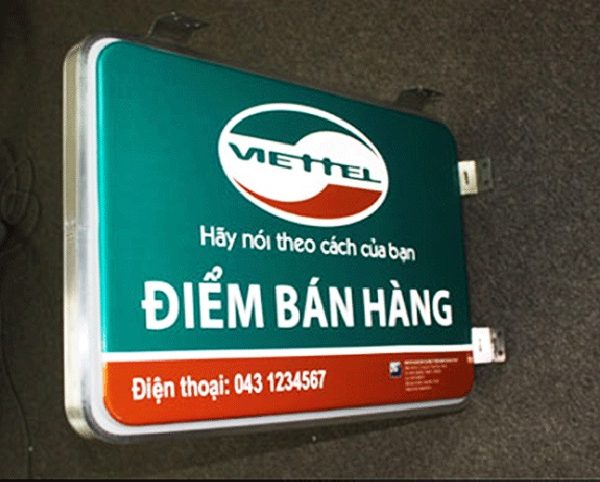 VIETTEL
Hãy nói theo cách của bạn
ĐIỂM BÁN HÀNG
Điện thoại: 043 1234567